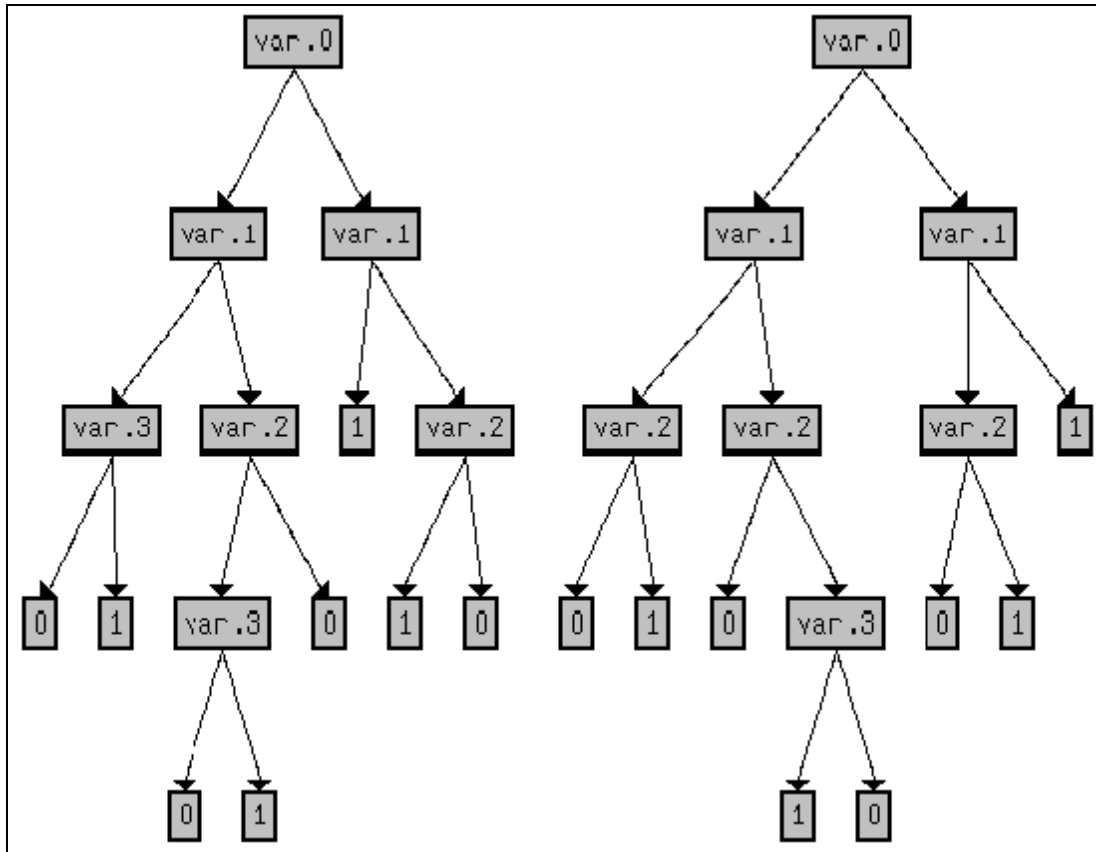 var.0 var.0
var.1 var.1 var.1 var.1
var.3 var.2 1 var.2 var.2 var.2 var.2 1
0 1 var.3 0 1 0 0 1 0 var.3 0 1
0 1 1 0